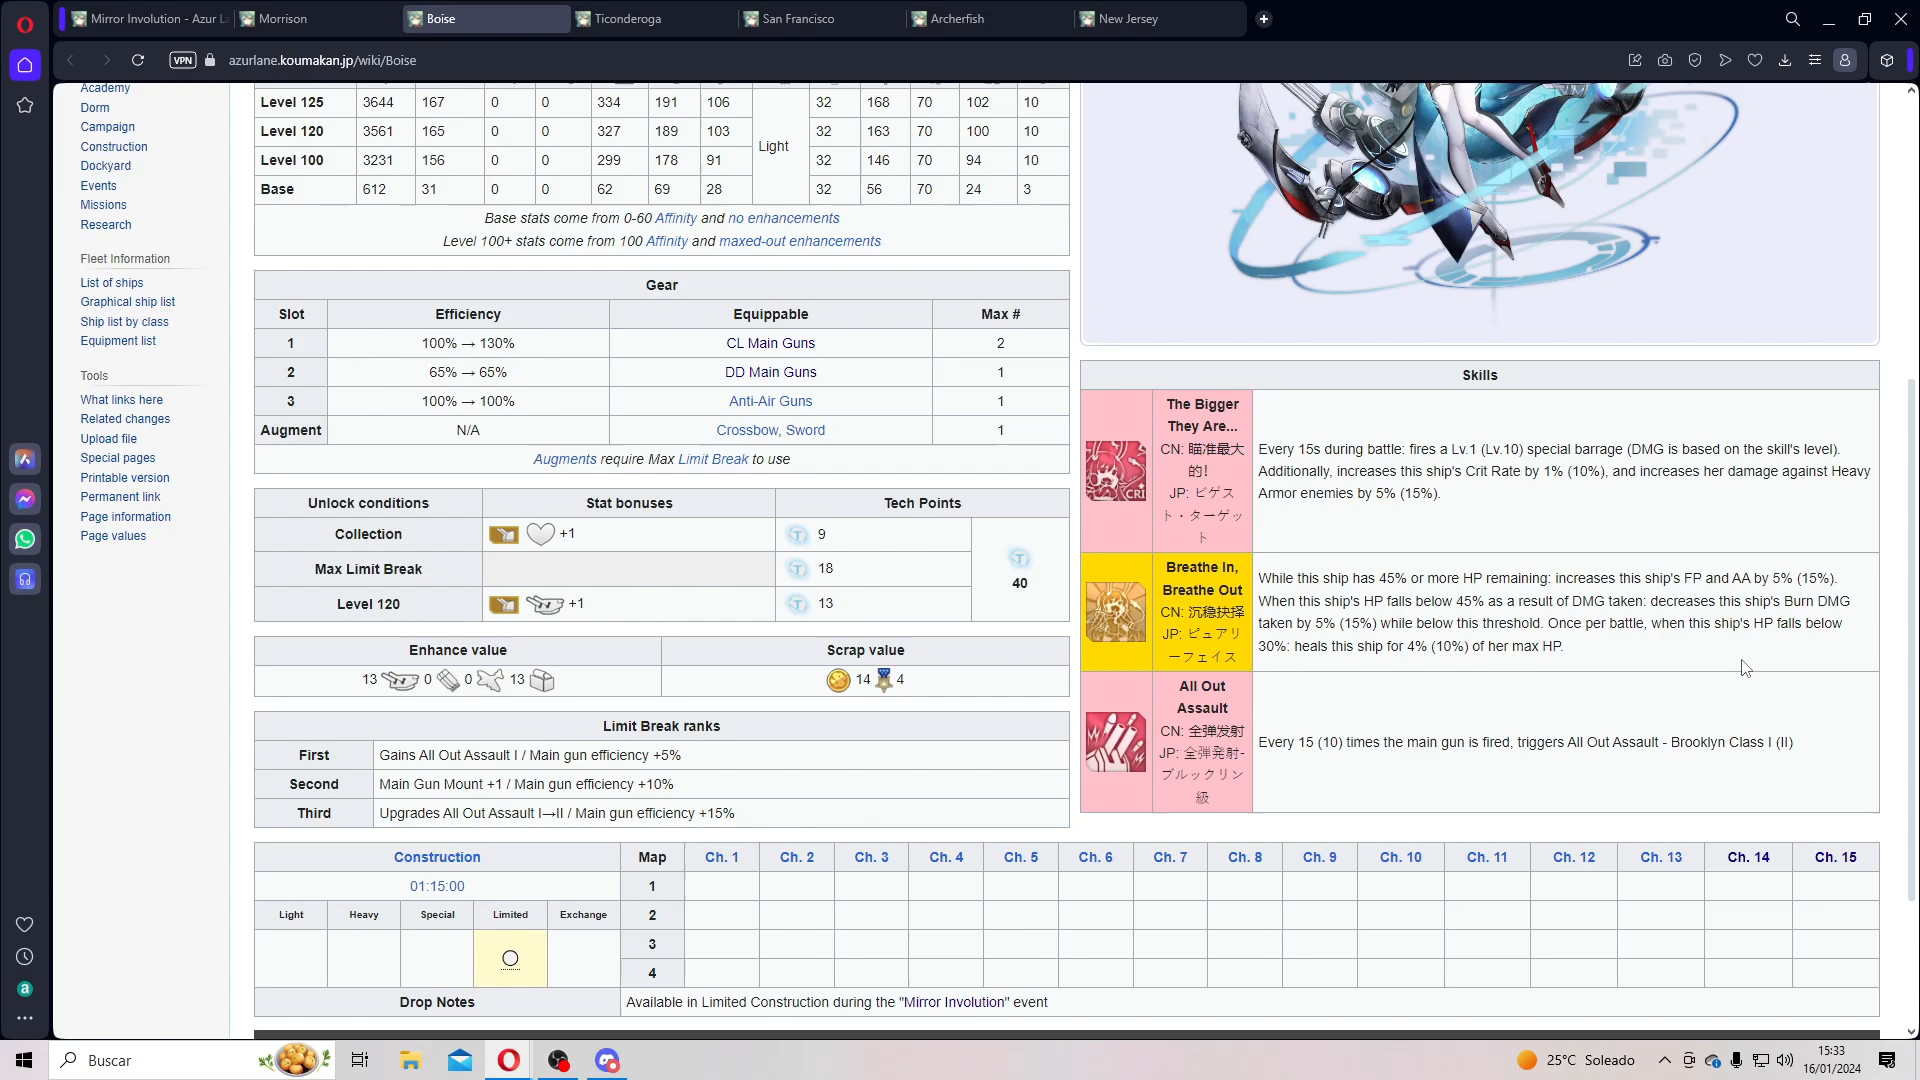 Mirror Involution - Azur La
Morrison
Boise
Ticonderoga
San Francisco
Archerfish
New Jersey
VPN
azurlane.koumakan.jp/wiki/Boise
Academy
Dorm
Campaign
Construction
Dockyard
Events
Missions
Research
Fleet Information
List of ships
Graphical ship list
Ship list by class
Equipment list
Tools
What links here
Related changes
Upload file
Special pages
Printable version
Permanent link
Page information
Page values
Level 125 3644 167 0 0 334 191 106 32 168 70 102 10
Level 120 3561 165 0 0 327 189 103 32 163 70 100 10
Light
Level 100 3231 156 0 0 299 178 91 32 146 70 94 10
Base 612 31 0 0 62 69 28 32 56 70 24 3
Base stats come from 0-60 Affinity and no enhancements
Level 100+ stats come from 100 Affinity and maxed-out enhancements
Gear
Slot Efficiency Equippable Max #
1 100% → 130% CL Main Guns 2
2 65% → 65% DD Main Guns 1
3 100% → 100% Anti-Air Guns 1
Augment N/A Crossbow, Sword 1
Augments require Max Limit Break to use
Unlock conditions Stat bonuses Tech Points
Collection +1 9
Max Limit Break 18
40
Level 120 +1 13
Enhance value Scrap value
13 0 0 13 14 4
Limit Break ranks
First Gains All Out Assault I / Main gun efficiency +5%
Second Main Gun Mount +1 / Main gun efficiency +10%
Third Upgrades All Out Assault I→II / Main gun efficiency +15%
Skills
CRI
The Bigger
They Are...
CN: 瞄准最大
的!
JP: ビゲス
ト・ターゲッ
ト
Every 15s during battle: fires a Lv.1 (Lv.10) special barrage (DMG is based on the skill's level).
Additionally, increases this ship's Crit Rate by 1% (10%), and increases her damage against Heavy
Armor enemies by 5% (15%).
Breathe In,
Breathe Out
CN: 沉稳抉择
JP: ピュアリ
ーフェイス
While this ship has 45% or more HP remaining: increases this ship's FP and AA by 5% (15%).
When this ship's HP falls below 45% as a result of DMG taken: decreases this ship's Burn DMG
taken by 5% (15%) while below this threshold. Once per battle, when this ship's HP falls below
30%: heals this ship for 4% (10%) of her max HP.
All Out
Assault
CN: 全弹发射
JP: 全弾発射-
ブルックリン
級
Every 15 (10) times the main gun is fired, triggers All Out Assault - Brooklyn Class I (II)
Construction Map Ch. 1 Ch. 2 Ch. 3 Ch. 4 Ch. 5 Ch. 6 Ch. 7 Ch. 8 Ch. 9 Ch. 10 Ch. 11 Ch. 12 Ch. 13 Ch. 14 Ch. 15
01:15:00 1
Light Heavy Special Limited Exchange 2
3
4
Drop Notes Available in Limited Construction during the "Mirror Involution" event
Buscar
25°C Soleado
15:33
16/01/2024